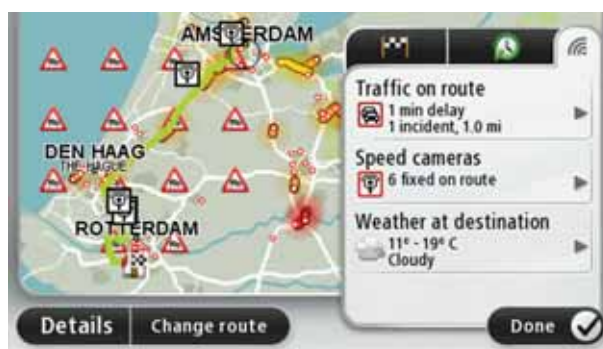 AMSTERDAM
DEN HAAG
THE HAGUE
ROTTERDAM
Traffic on route
1 min delay
1 incident, 1.0 mi
Speed cameras
6 fixed on route
Weather at destination
11° - 19° C
Cloudy
Details
Change route
Done